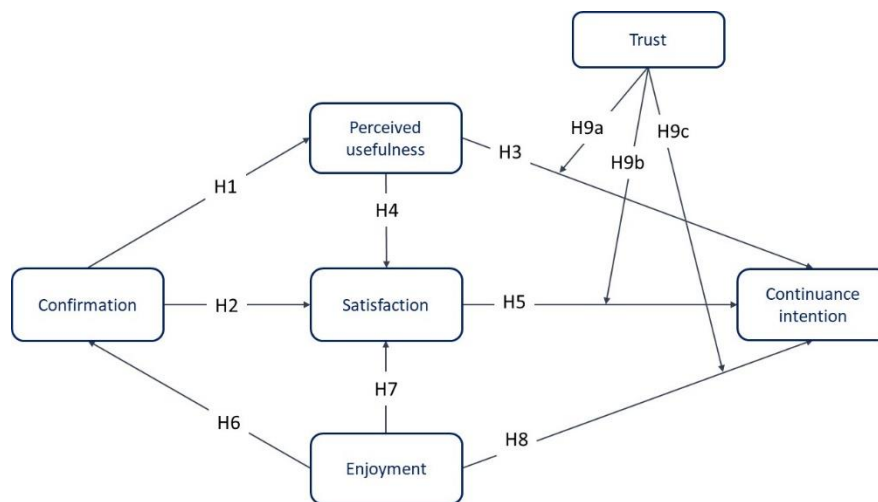 Trust
H9a
H9c
Perceived
usefulness
H3
H9b
H1
H4
Confirmation
H2
Satisfaction
H5
Continuance
intention
H7
H6
H8
Enjoyment